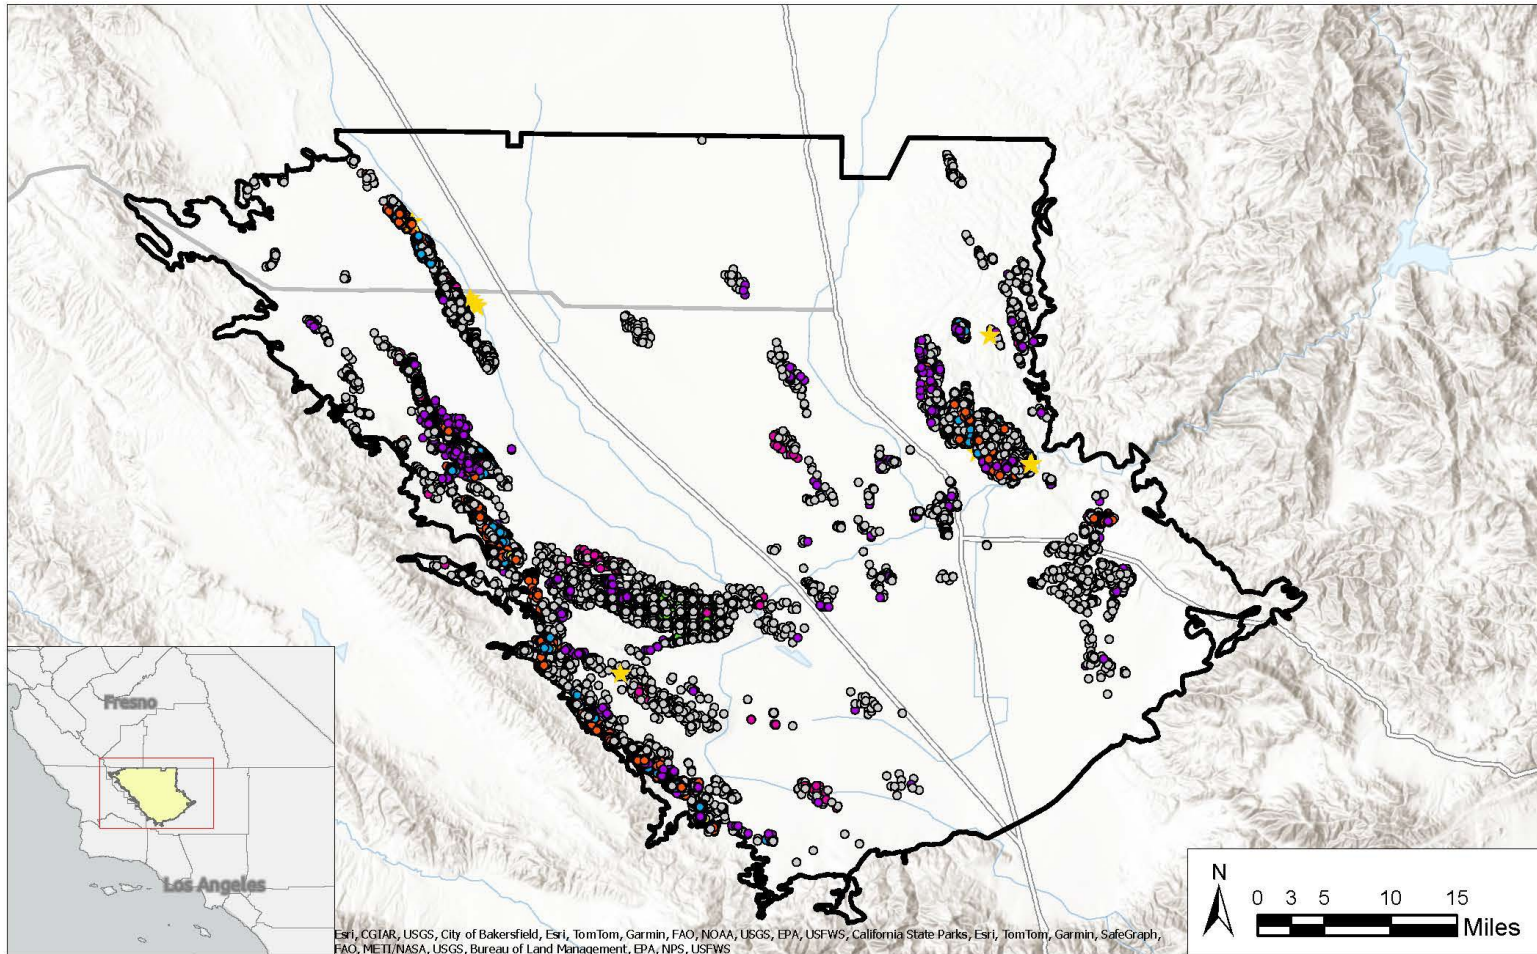 Fresno
Los Angeles
N
0 3 5 10 15
Miles
Esri, CGIAR, USGS, City of Bakersfield, Esri, TomTom, Garmin, FAO, NOAA, USGS, EPA, USFWS, California State Parks, Esri, TomTom, Garmin, SafeGraph,
FAO, METI/NASA, USGS, Bureau of Land Management, EPA, NPS, USFWS